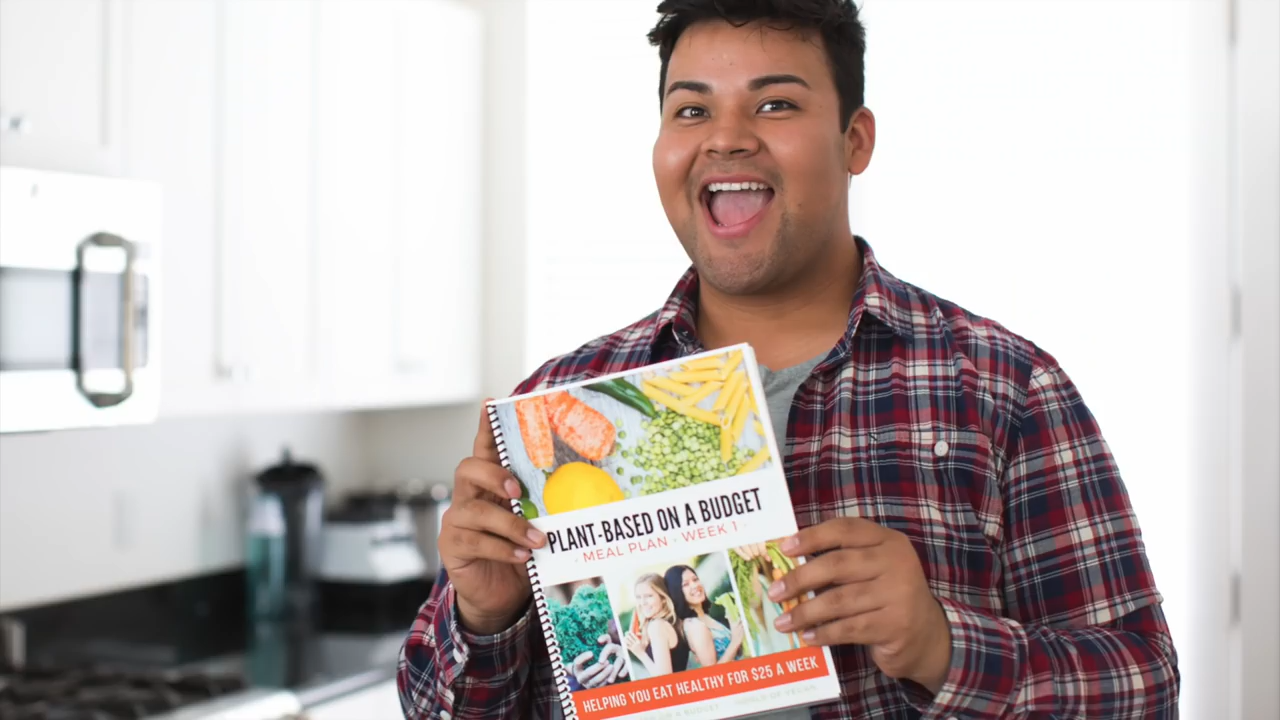 PLANT-BASED ON A BUDGET
- MEAL PLAN - WEEK 1 -
HELPING YOU EAT HEALTHY FOR $25 A WEEK